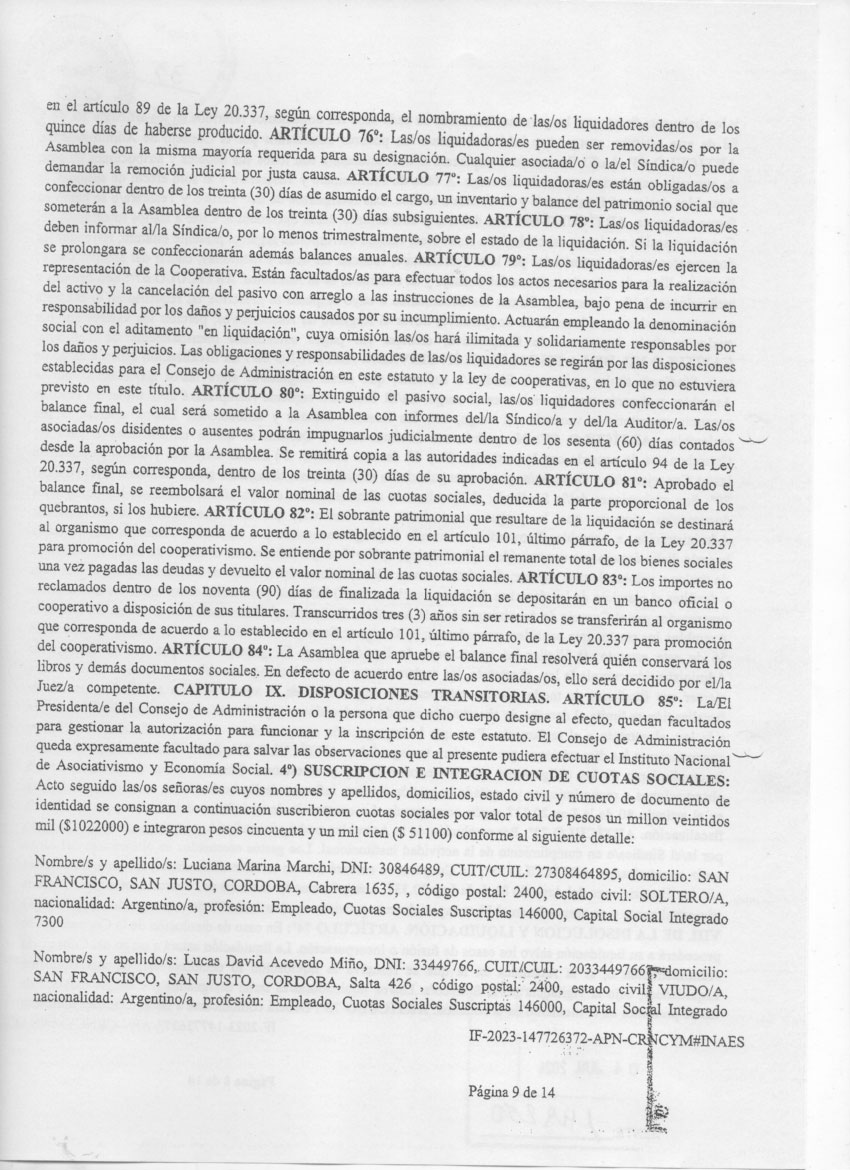 en el artículo 89 de la Ley 20.337, según corresponda, el nombramiento de las/os liquidadores dentro de los
quince días de haberse producido. ARTÍCULO 76º: Las/os liquidadoras/es pueden ser removidas/os por la
Asamblea con la misma mayoría requerida para su designación. Cualquier asociada/o o la/el Síndica/o puede
demandar la remoción judicial por justa causa. ARTÍCULO 77º: Las/os liquidadoras/es están obligadas/os a
confeccionar dentro de los treinta (30) días de asumido el cargo, un inventario y balance del patrimonio social que
someterán a la Asamblea dentro de los treinta (30) días subsiguientes. ARTÍCULO 78º: Las/os liquidadoras/es
deben informar al/la Síndica/o, por lo menos trimestralmente, sobre el estado de la liquidación. Si la liquidación
se prolongara se confeccionarán además balances anuales. ARTÍCULO 79º: Las/os liquidadoras/es ejercen la
representación de la Cooperativa. Están facultados/as para efectuar todos los actos necesarios para la realización
del activo y la cancelación del pasivo con arreglo a las instrucciones de la Asamblea, bajo pena de incurrir en
responsabilidad por los daños y perjuicios causados por su incumplimiento. Actuarán empleando la denominación
social con el aditamento "en liquidación", cuya omisión las/os hará ilimitada y solidariamente responsables por
los daños y perjuicios. Las obligaciones y responsabilidades de las/os liquidadores se regirán por las disposiciones
establecidas para el Consejo de Administración en este estatuto y la ley de cooperativas, en lo que no estuviera
previsto en este título. ARTÍCULO 80º: Extinguido el pasivo social, las/os liquidadores confeccionarán el
balance final, el cual será sometido a la Asamblea con informes del/la Síndico/a y del/la Auditor/a. Las/os
asociadas/os disidentes o ausentes podrán impugnarlos judicialmente dentro de los sesenta (60) días contados
desde la aprobación por la Asamblea. Se remitirá copia a las autoridades indicadas en el artículo 94 de la Ley
20.337, según corresponda, dentro de los treinta (30) días de su aprobación. ARTÍCULO 81º: Aprobado el
balance final, se reembolsará el valor nominal de las cuotas sociales, deducida la parte proporcional de los
quebrantos, si los hubiere. ARTÍCULO 82º: El sobrante patrimonial que resultare de la liquidación se destinará
al organismo que corresponda de acuerdo a lo establecido en el artículo 101, último párrafo, de la Ley 20.337
para promoción del cooperativismo. Se entiende por sobrante patrimonial el remanente total de los bienes sociales
una vez pagadas las deudas y devuelto el valor nominal de las cuotas sociales. ARTÍCULO 83º: Los importes no
reclamados dentro de los noventa (90) días de finalizada la liquidación se depositarán en un banco oficial o
cooperativo a disposición de sus titulares. Transcurridos tres (3) años sin ser retirados se transferirán al organismo
que corresponda de acuerdo a lo establecido en el artículo 101, último párrafo, de la Ley 20.337 para promoción
del cooperativismo. ARTÍCULO 84º: La Asamblea que apruebe el balance final resolverá quién conservará los
libros y demás documentos sociales. En defecto de acuerdo entre las/os asociadas/os, ello será decidido por el/la
Juez/a competente. CAPITULO IX. DISPOSICIONES TRANSITORIAS. ARTÍCULO 85º: La/El
Presidenta/e del Consejo de Administración o la persona que dicho cuerpo designe al efecto, quedan facultados
para gestionar la autorización para funcionar y la inscripción de este estatuto. El Consejo de Administración
queda expresamente facultado para salvar las observaciones que al presente pudiera efectuar el Instituto Nacional
de Asociativismo y Economía Social. 4º) SUSCRIPCION E INTEGRACION DE CUOTAS SOCIALES:
Acto seguido las/os señoras/es cuyos nombres y apellidos, domicilios, estado civil y número de documento de
identidad se consignan a continuación suscribieron cuotas sociales por valor total de pesos un millon veintidos
mil ($1022000) e integraron pesos cincuenta y un mil cien ($ 51100) conforme al siguiente detalle:
Nombre/s y apellido/s: Luciana Marina Marchi, DNI: 30846489, CUIT/CUIL: 27308464895, domicilio: SAN
FRANCISCO, SAN JUSTO, CORDOBA, Cabrera 1635, , código postal: 2400, estado civil: SOLTERO/A,
nacionalidad: Argentino/a, profesión: Empleado, Cuotas Sociales Suscriptas 146000, Capital Social Integrado
7300
Nombre/s y apellido/s: Lucas David Acevedo Miño, DNI: 33449766, CUIT/CUIL: domicilio:
SAN FRANCISCO, SAN JUSTO, CORDOBA, Salta 426 , código postal: 2400, estado civil VIUDO/A,
nacionalidad: Argentino/a, profesión: Empleado, Cuotas Sociales Suscriptas 146000, Capital Social Integrado
IF-2023-147726372-APN-CRNCYM#INAES
Página 9 de 14